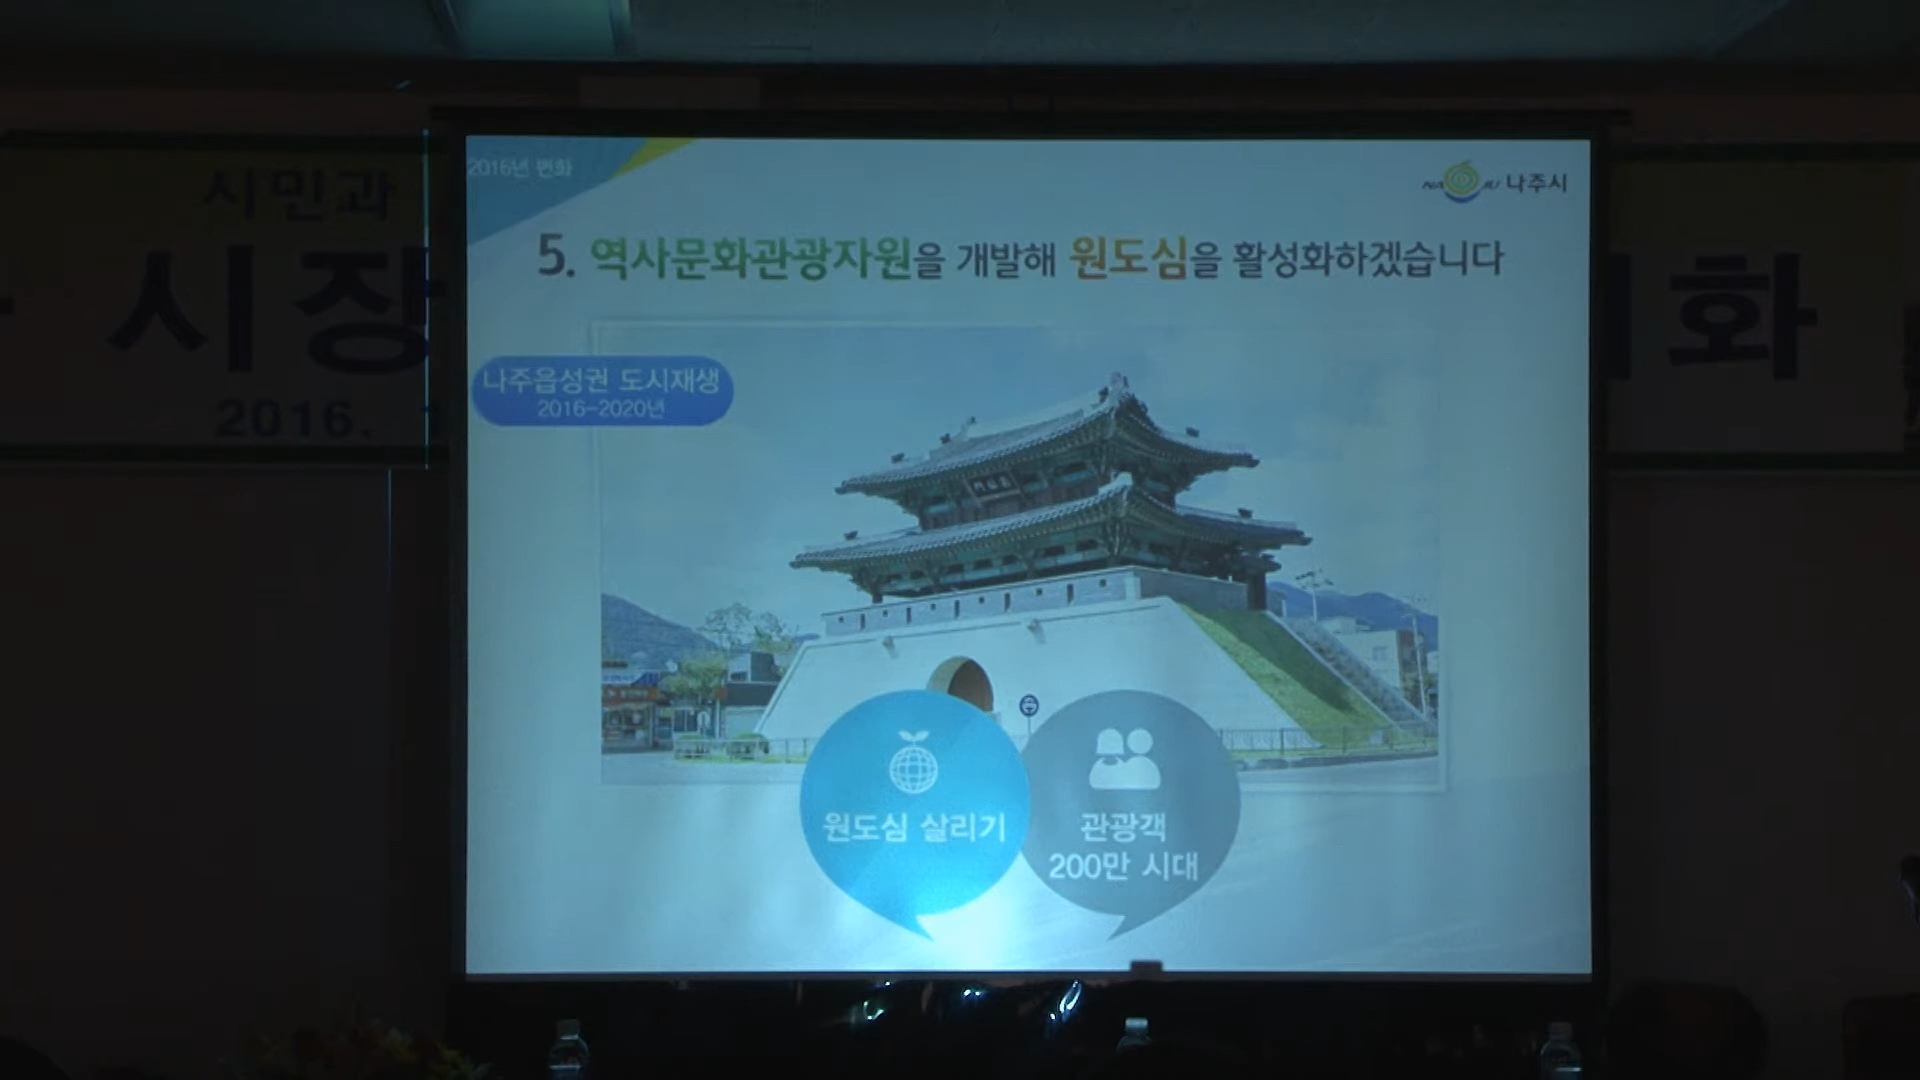 시민과
시장
2016.
화
2016년 변화
나주시
5. 역사문화관광자원을 개발해 원도심을 활성화하겠습니다
나주읍성권 도시재생
2016-2020년
원도심 살리기
관광객
200만 시대